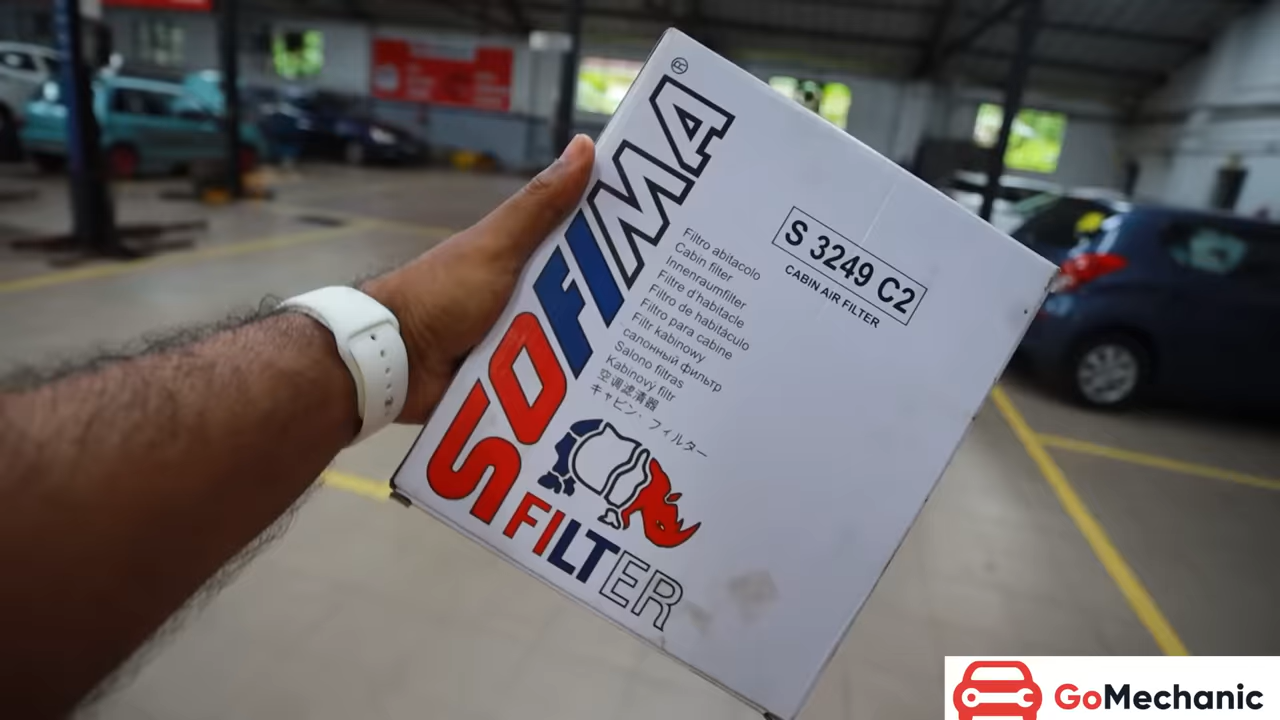 SOFIMA
FILTER
S 3249 C2
CABIN AIR FILTER
Filtro abitacolo
Cabin filter
Innenraumfilter
Filtre d'habitacle
Filtro de habitáculo
Filtro para cabine
Filtr kabinowy
салонный фильтр
Salono filtras
Kabinový filtr
空调滤清器
キャビン・フィルター
GoMechanic